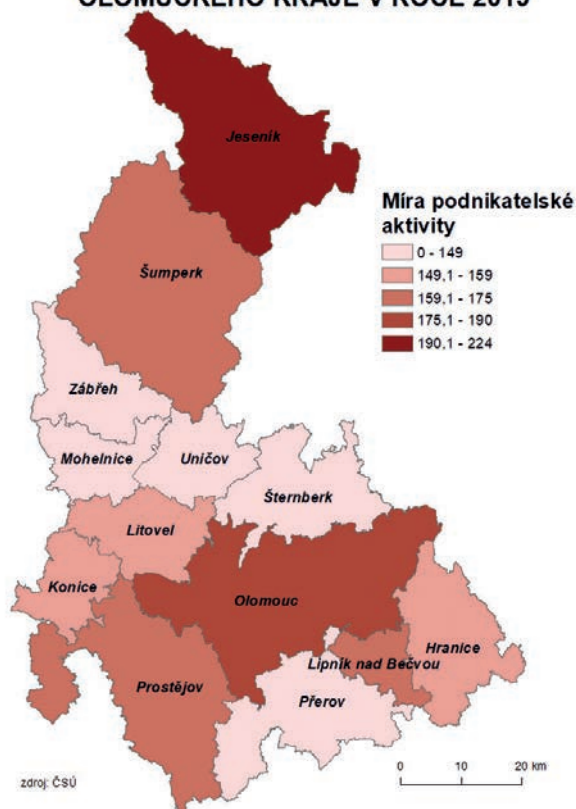 OLOMOUCKÉHO KRAJE V ROCE 2019
Jeseník
Šumperk
Míra podnikatelské
aktivity
0 - 149
149,1 - 159
159,1 - 175
175,1 - 190
190,1 - 224
Zábřeh
Mohelnice
Uničov
Šternberk
Litovel
Konice
Olomouc
Hranice
Lipník nad Bečvou
Prostějov
Přerov
zdroj: ČSÚ
0 10 20 km